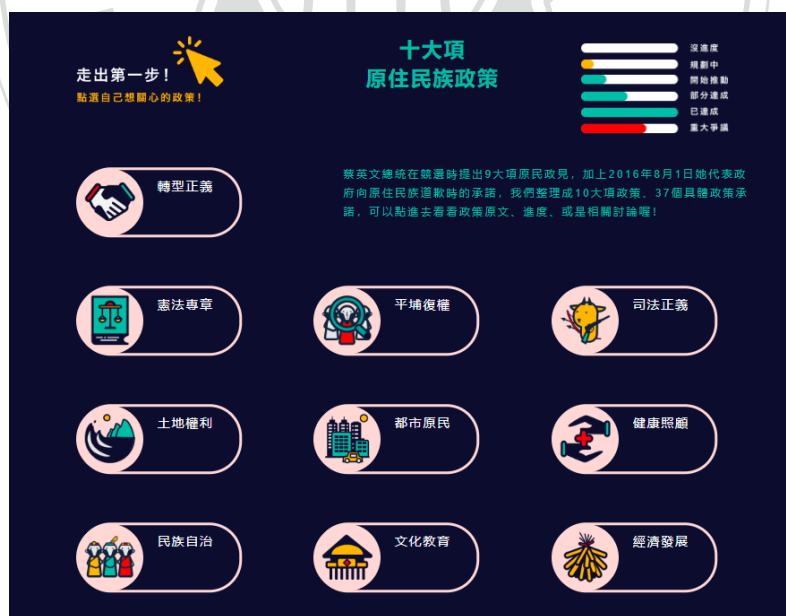 走出第一步!
點選自己想關心的政策!
十大項
原住民族政策
沒進度
規劃中
開始推動
部分達成
已達成
重大爭議
轉型正義
蔡英文總統在競選時提出9大項原民政見，加上2016年8月1日她代表政
府向原住民族道歉時的承諾，我們整理成10大項政策、37個具體政策承
諾，可以點進去看看政策原文、進度、或是相關討論喔!
憲法專章
平埔復權
司法正義
土地權利
都市原民
健康照顧
民族自治
文化教育
經濟發展